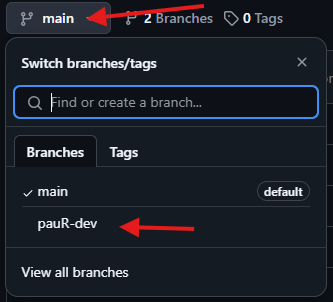 main 2 Branches 0 Tags
Switch branches/tags
Find or create a branch...
Branches Tags
main default
pauR-dev
View all branches